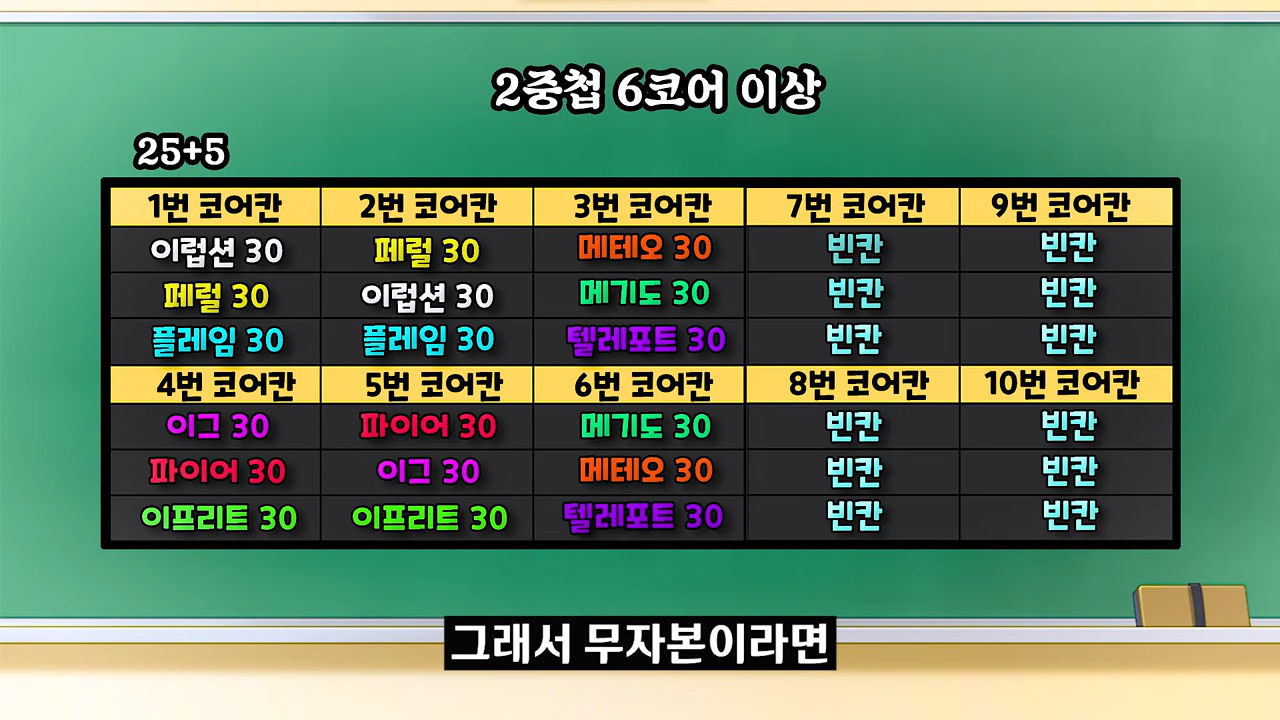 2중첩 6코어 이상
25+5
1번 코어칸 2번 코어칸 3번 코어칸 7번 코어칸 9번 코어칸
이럽션 30 페럴 30 메테오 30 빈칸 빈칸
페럴 30 이럽션 30 메기도 30 빈칸 빈칸
플레임 30 플레임 30 텔레포트 30 빈칸 빈칸
4번 코어칸 5번 코어칸 6번 코어칸 8번 코어칸 10번 코어칸
이그 30 파이어 30 메기도 30 빈칸 빈칸
파이어 30 이그 30 메테오 30 빈칸 빈칸
이프리트 30 이프리트 30 텔레포트 30 빈칸 빈칸
그래서 무자본이라면